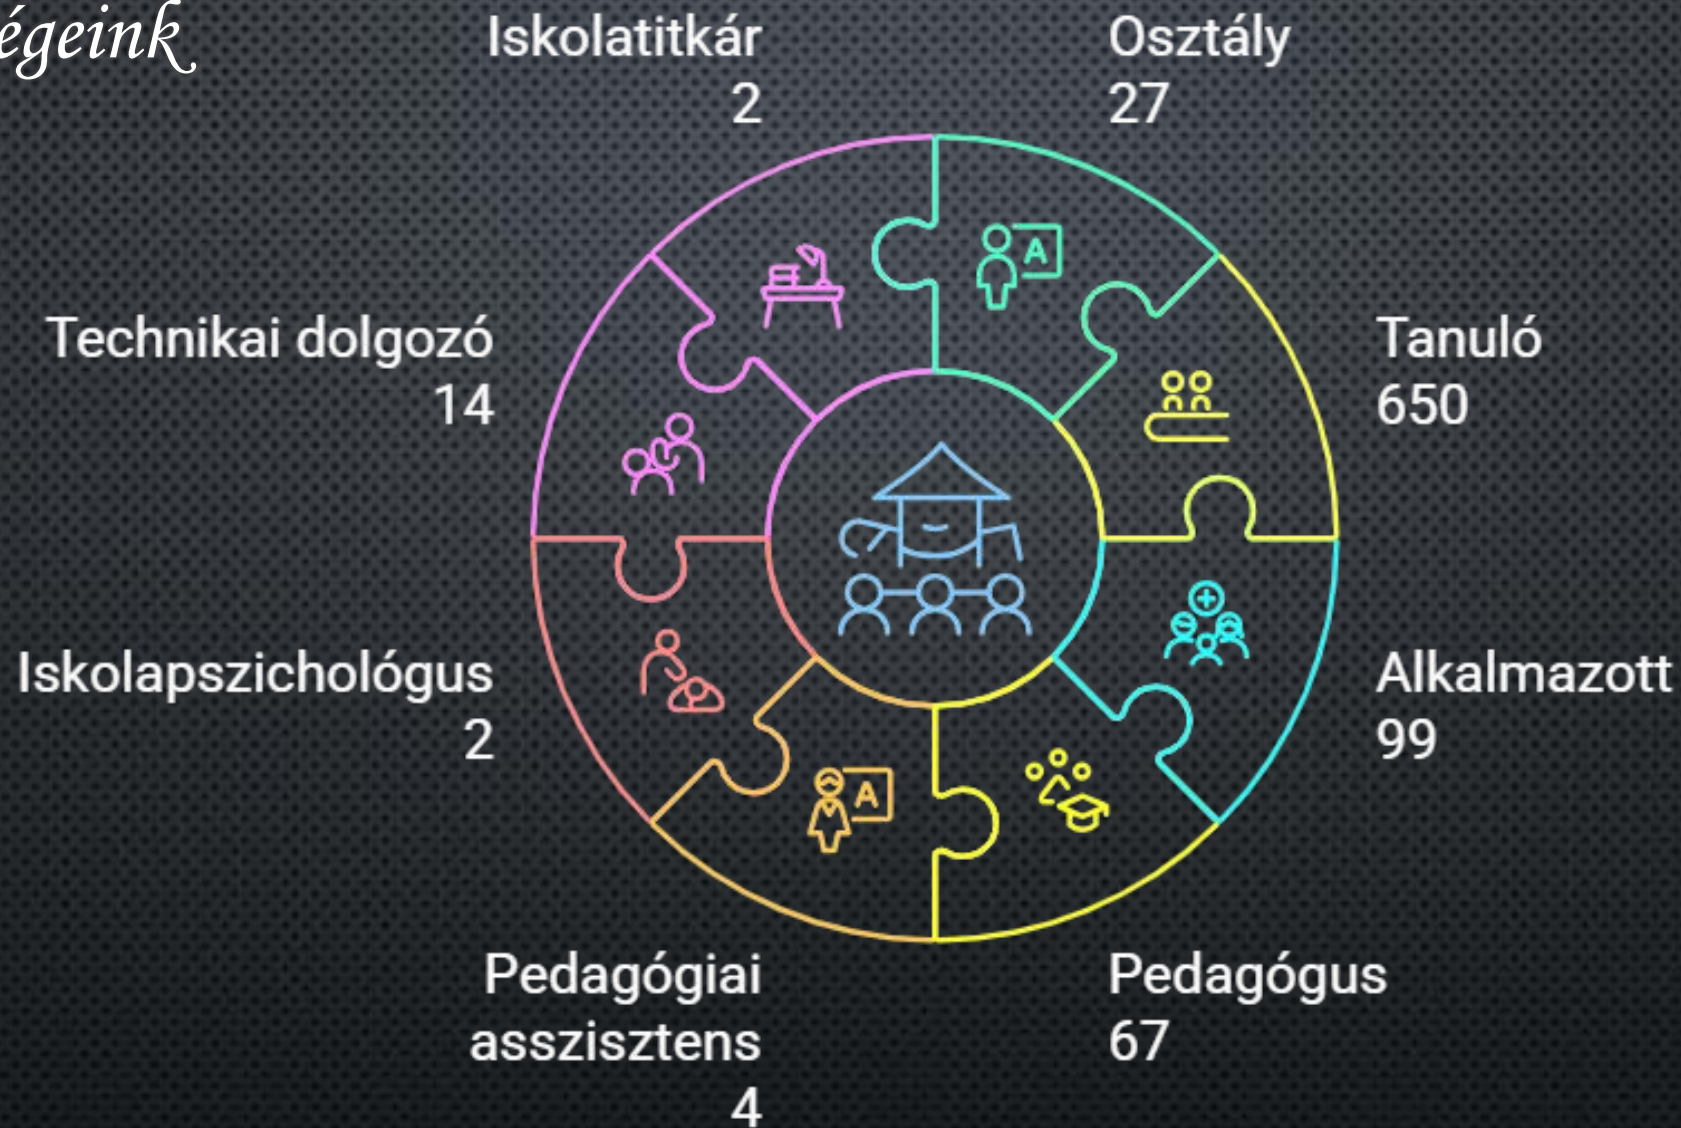 égeink
Iskolatitkár
2
Osztály
27
Technikai dolgozó
14
Tanuló
650
A
Iskolapszichológus
2
Alkalmazott
99
A
Pedagógiai
asszisztens
4
Pedagógus
67